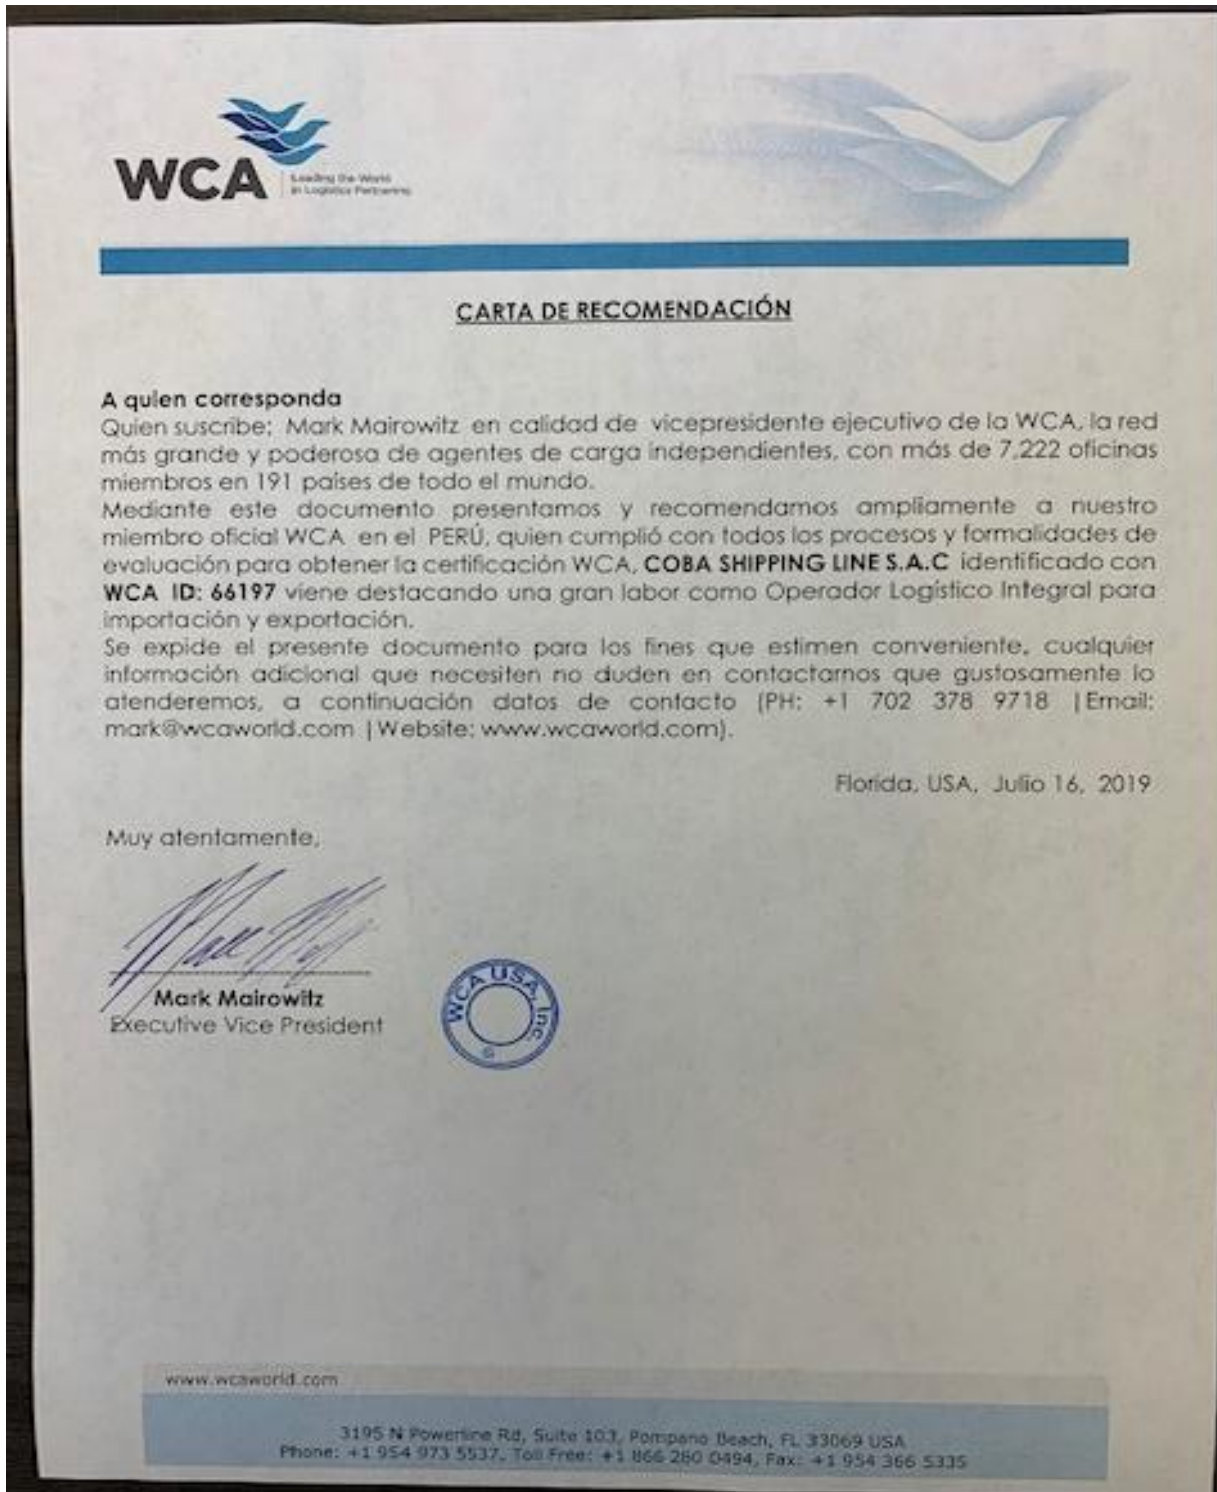 WCA
Leading the World
in Logistics Partnering
CARTA DE RECOMENDACIÓN
A quien corresponda
Quien suscribe; Mark Mairowitz en calidad de vicepresidente ejecutivo de la WCA, la red
más grande y poderosa de agentes de carga independientes, con más de 7,222 oficinas
miembros en 191 países de todo el mundo.
Mediante este documento presentamos y recomendamos ampliamente a nuestro
miembro oficial WCA en el PERÚ, quien cumplió con todos los procesos y formalidades de
evaluación para obtener la certificación WCA, COBA SHIPPING LINE S.A.C identificado con
WCA ID: 66197 viene destacando una gran labor como Operador Logístico Integral para
importación y exportación.
Se expide el presente documento para los fines que estimen conveniente, cualquier
información adicional que necesiten no duden en contactarnos que gustosamente lo
atenderemos, a continuación datos de contacto (PH: +1 702 378 9718 |Email:
mark@wcaworld.com |Website: www.wcaworld.com).
Florida, USA, Julio 16, 2019
Muy atentamente,
Mark Mairowitz
Executive Vice President
WCA USA, Inc.
www.wcaworld.com
3195 N Powerline Rd, Suite 103, Pompano Beach, FL 33069 USA
Phone: +1 954 973 5537, Toll Free: +1 866 280 0494, Fax: +1 954 366 5335